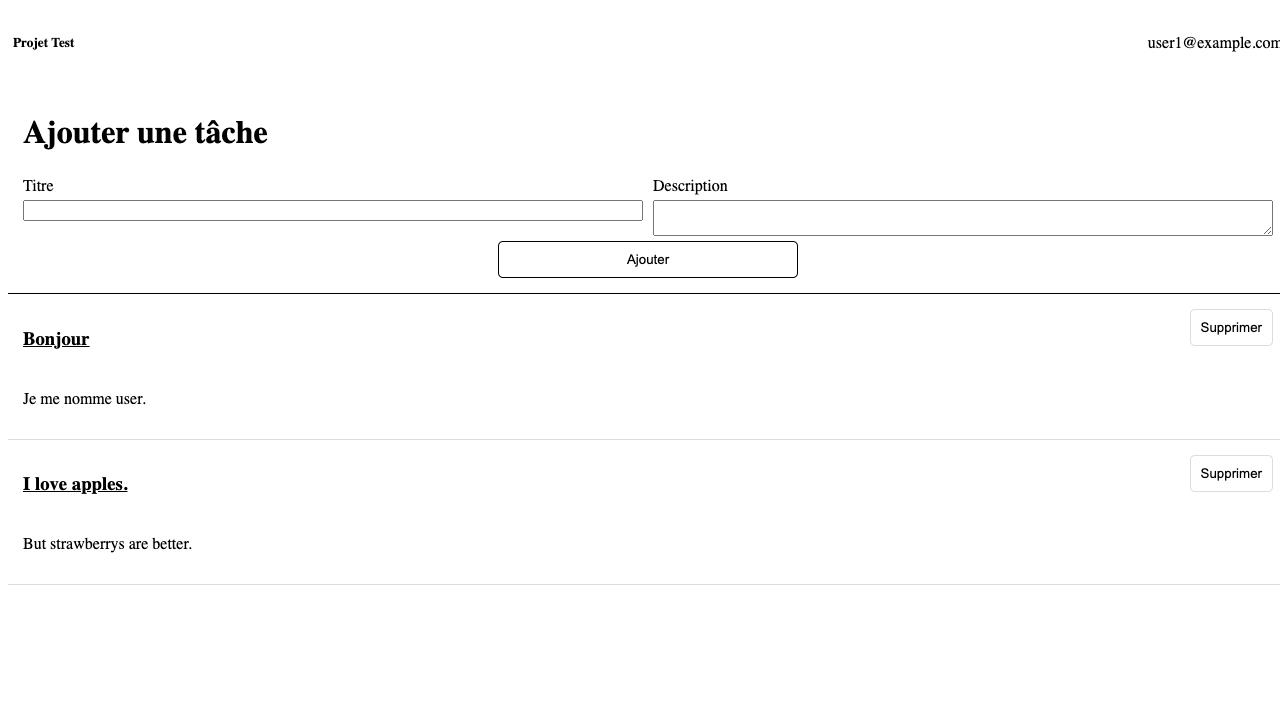 Projet Test
user1@example.com
Ajouter une tâche
Titre
Description
Ajouter
Bonjour
Supprimer
Je me nomme user.
I love apples.
Supprimer
But strawberrys are better.